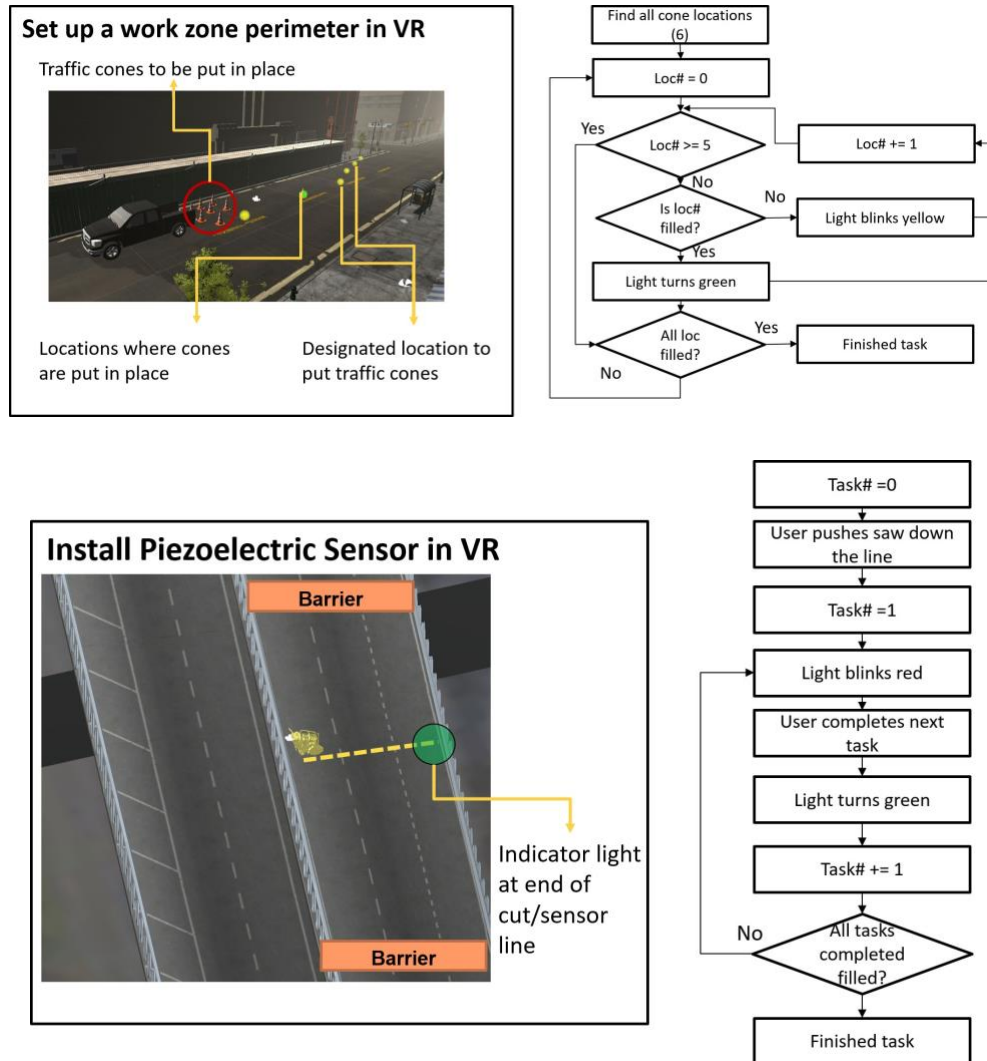 Set up a work zone perimeter in VR
Traffic cones to be put in place
Locations where cones
are put in place
Designated location to
put traffic cones
Find all cone locations
(6)
Loc# = 0
Yes
Loc# >= 5
Loc# += 1
No
Is loc#
filled?
No
Light blinks yellow
Yes
Light turns green
All loc
filled?
Yes
Finished task
No
Install Piezoelectric Sensor in VR
Barrier
Indicator light
at end of
cut/sensor
line
Barrier
Task# =0
User pushes saw down
the line
Task# =1
Light blinks red
User completes next
task
Light turns green
Task# += 1
No
All tasks
completed
filled?
Finished task